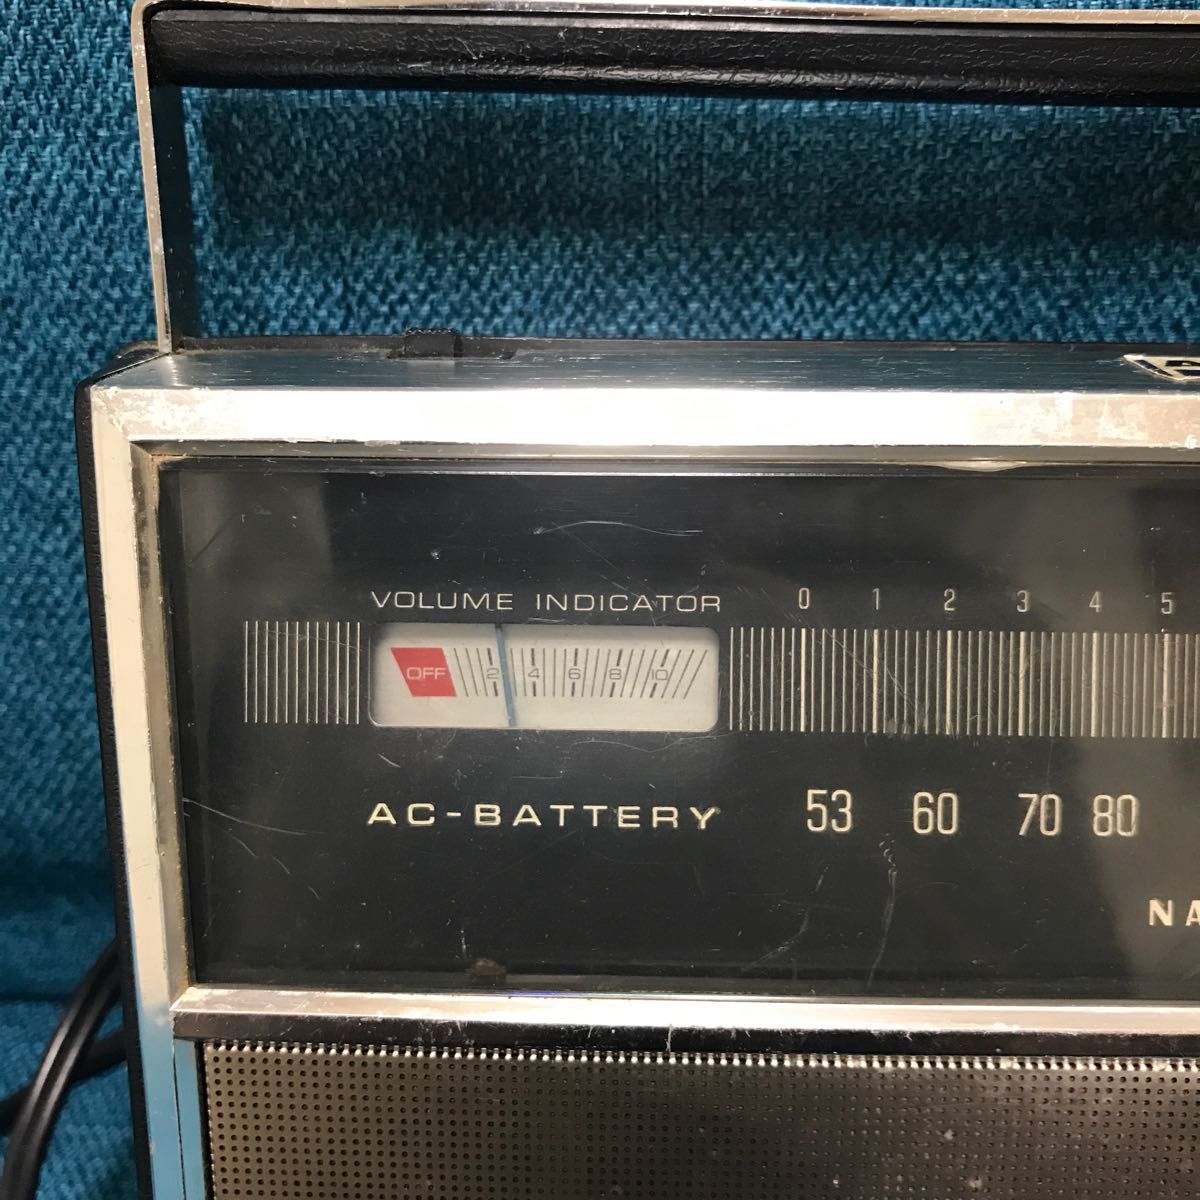 VOLUME INDICATOR
0 1 2 3 4 5
OFF 2 4 6 8 10
AC-BATTERY
53 60 70 80
NA